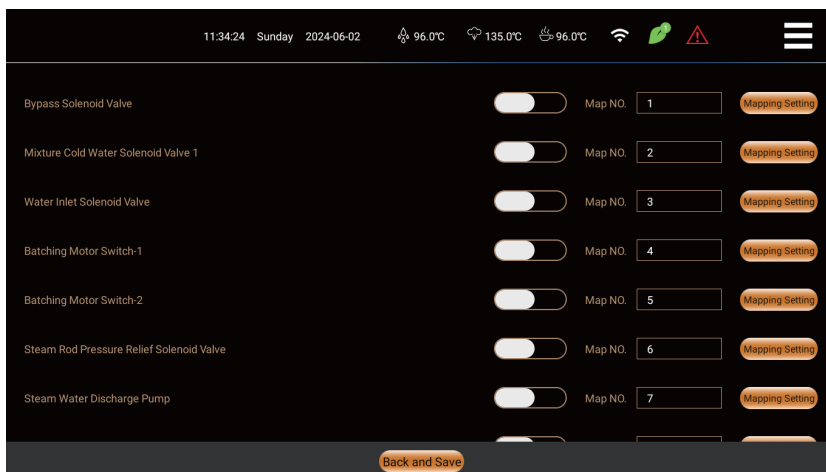 11:34:24 Sunday 2024-06-02 96.0℃ 135.0℃ 96.0℃ 1
Bypass Solenoid Valve Map NO. 1 Mapping Setting
Mixture Cold Water Solenoid Valve 1 Map NO. 2 Mapping Setting
Water Inlet Solenoid Valve Map NO. 3 Mapping Setting
Batching Motor Switch-1 Map NO. 4 Mapping Setting
Batching Motor Switch-2 Map NO. 5 Mapping Setting
Steam Rod Pressure Relief Solenoid Valve Map NO. 6 Mapping Setting
Steam Water Discharge Pump Map NO. 7 Mapping Setting
Back and Save